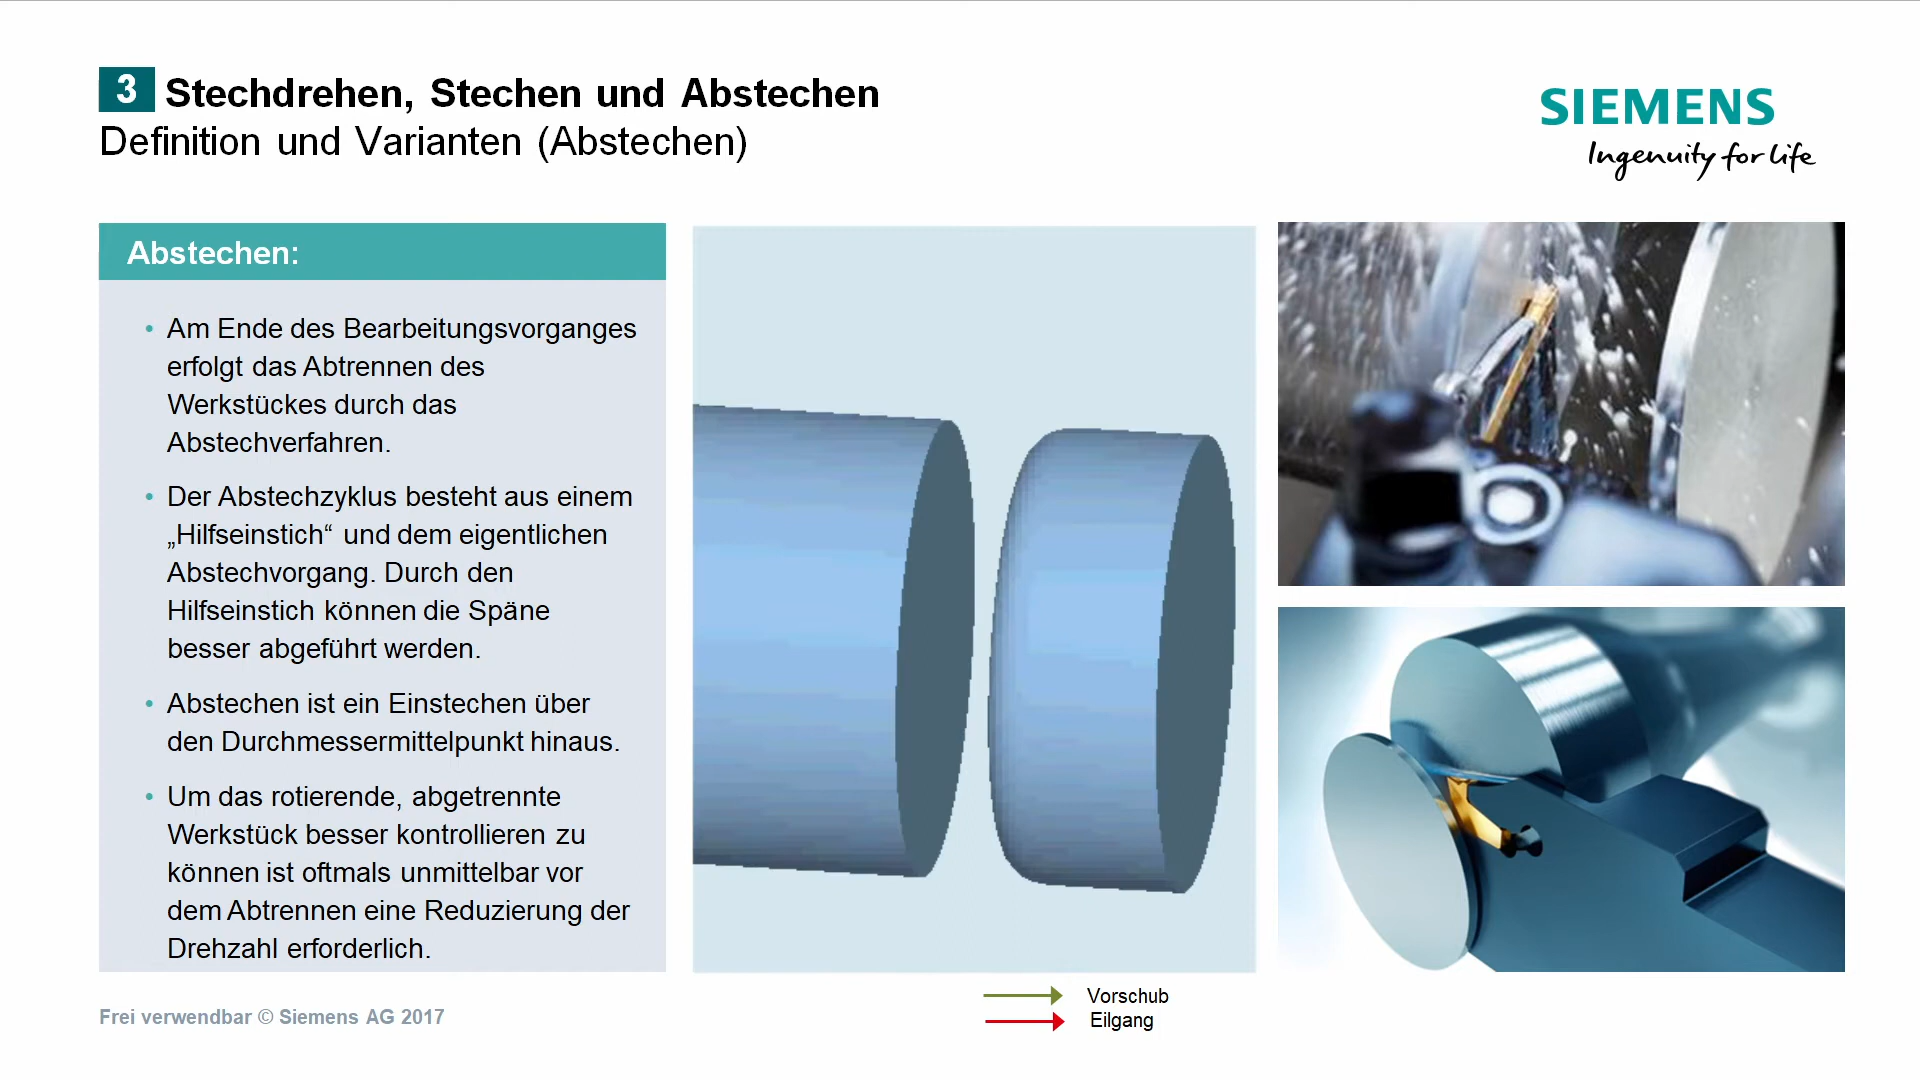 3 Stechdrehen, Stechen und Abstechen
Definition und Varianten (Abstechen)
SIEMENS
Ingenuity for life
Abstechen:
• Am Ende des Bearbeitungsvorganges
erfolgt das Abtrennen des
Werkstückes durch das
Abstechverfahren.
• Der Abstechzyklus besteht aus einem
„Hilfseinstich“ und dem eigentlichen
Abstechvorgang. Durch den
Hilfseinstich können die Späne
besser abgeführt werden.
• Abstechen ist ein Einstechen über
den Durchmessermittelpunkt hinaus.
• Um das rotierende, abgetrennte
Werkstück besser kontrollieren zu
können ist oftmals unmittelbar vor
dem Abtrennen eine Reduzierung der
Drehzahl erforderlich.
Vorschub
Eilgang
Frei verwendbar © Siemens AG 2017